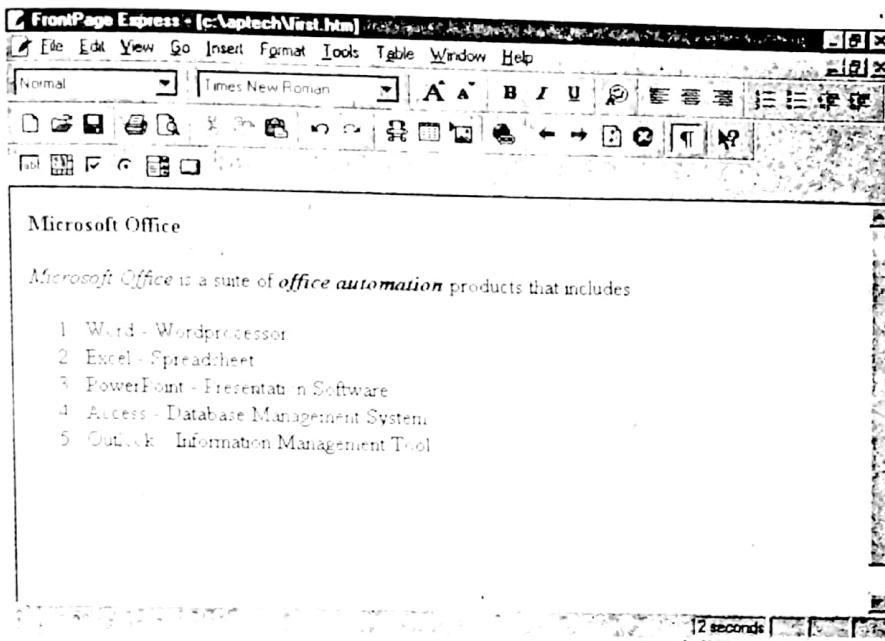 FrontPage Express - [c:\aptech\first.htm]
File Edit View Go Insert Format Tools Table Window Help
Normal Times New Roman A A B I U
Microsoft Office
Microsoft Office is a suite of office automation products that includes
1 Word - Wordprocessor
2 Excel - Spreadsheet
3 PowerPoint - Presentation Software
4 Access - Database Management System
5 Outlook - Information Management Tool
2 seconds